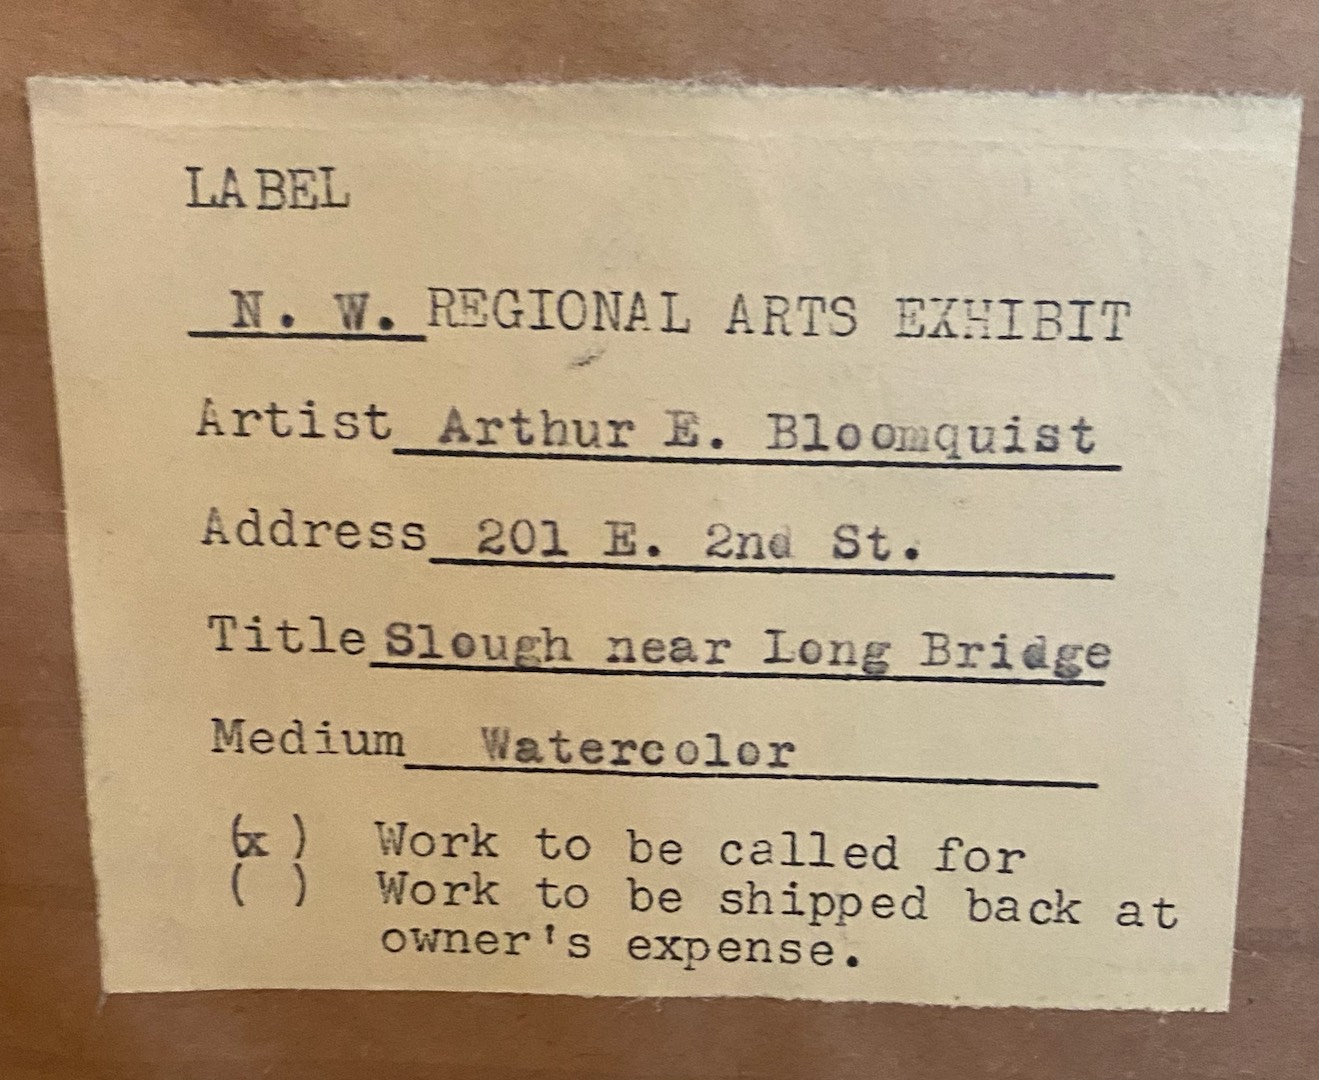 LABEL
N. W. REGIONAL ARTS EXHIBIT
Artist Arthur E. Bloomquist
Address 201 E. 2nd St.
Title Slough near Long Bridge
Medium Watercolor
(x ) Work to be called for
( ) Work to be shipped back at
owner's expense.